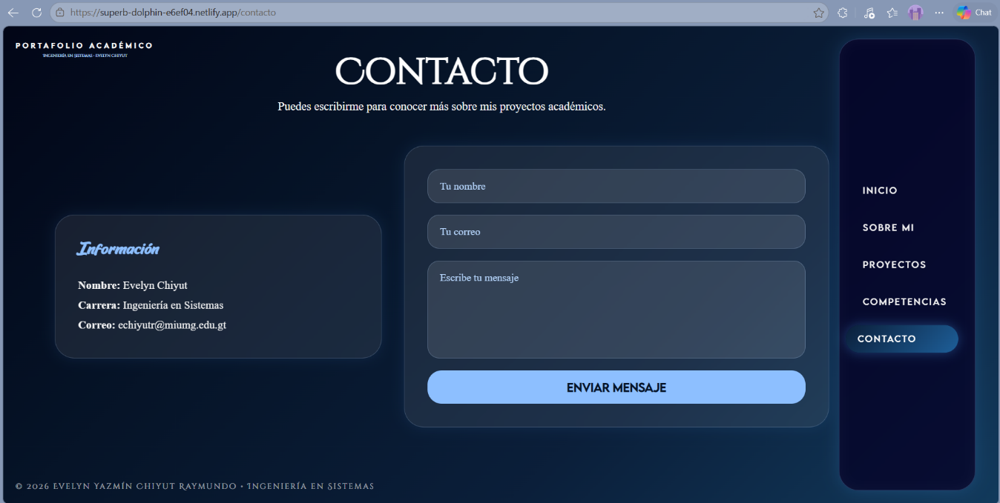 https://superb-dolphin-e6ef04.netlify.app/contacto
Chat
PORTAFOLIO ACADÉMICO
INGENIERÍA EN SISTEMAS · EVELYN CHIYUT
CONTACTO
Puedes escribirme para conocer más sobre mis proyectos académicos.
Información
Nombre: Evelyn Chiyut
Carrera: Ingeniería en Sistemas
Correo: echiyutr@miumg.edu.gt
Tu nombre
Tu correo
Escribe tu mensaje
ENVIAR MENSAJE
INICIO
SOBRE MI
PROYECTOS
COMPETENCIAS
CONTACTO
© 2026 EVELYN YAZMÍN CHIYUT RAYMUNDO • INGENIERÍA EN SISTEMAS